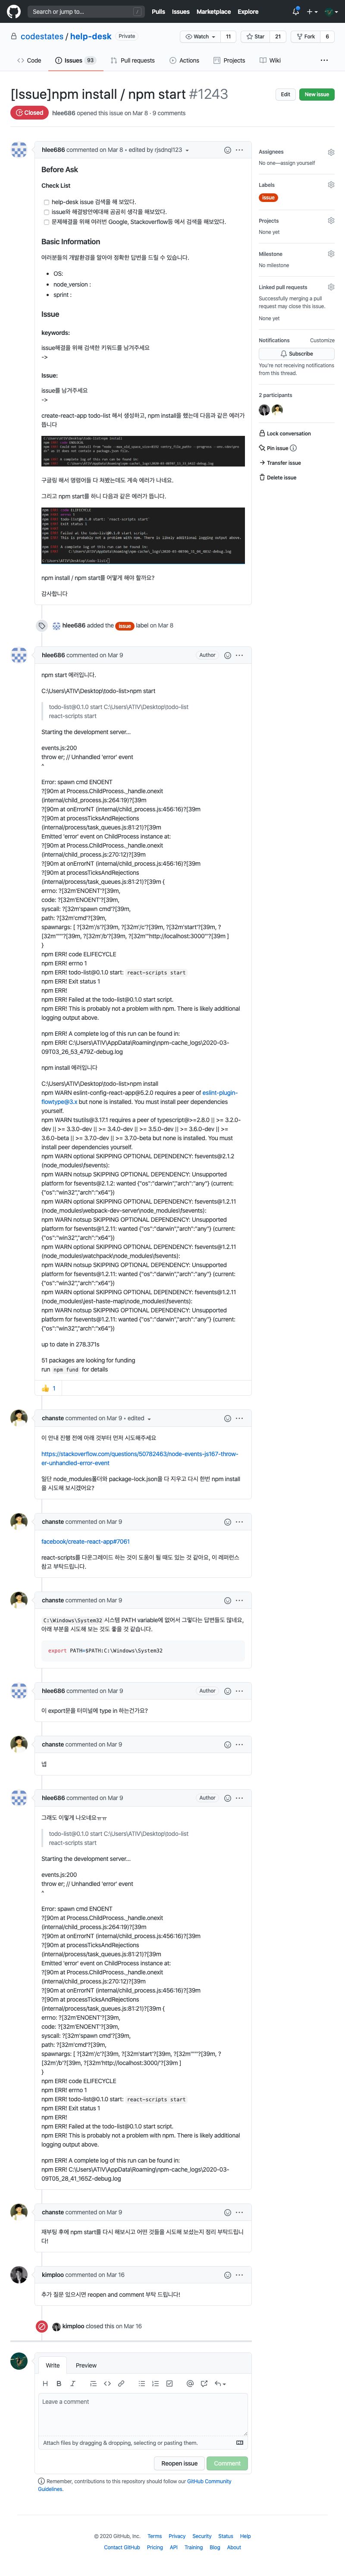 Search or jump to...
/
Pulls Issues Marketplace Explore
codestates / help-desk Private
Watch 11 Star 21 Fork 6
Code Issues 93 Pull requests Actions Projects Wiki
[Issue]npm install / npm start #1243
Edit New issue
Closed hlee686 opened this issue on Mar 8 · 9 comments
hlee686 commented on Mar 8 • edited by rjsdnql123
Before Ask
Check List
help-desk issue 검색을 해 보았다.
issue와 해결방안에대해 곰곰히 생각을 해보았다.
문제해결을 위해 여러번 Google, Stackoverflow등 에서 검색을 해보았다.
Basic Information
여러분들의 개발환경을 알아야 정확한 답변을 드릴 수 있습니다.
OS:
node_version :
sprint :
Issue
keywords:
issue해결을 위해 검색한 키워드를 남겨주세요
->
Issue:
issue를 남겨주세요
->
create-react-app todo-list 해서 생성하고, npm install을 했는데 다음과 같은 에러가
뜹니다
구글링 해서 명령어들 다 쳐봤는데도 계속 에러가 나네요.
그리고 npm start를 하니 다음과 같은 에러가 뜹니다.
npm install / npm start를 어떻게 해야 할까요?
감사합니다
Assignees
No one—assign yourself
Labels
Issue
Projects
None yet
Milestone
No milestone
Linked pull requests
Successfully merging a pull
request may close this issue.
None yet
Notifications Customize
Subscribe
You're not receiving notifications
from this thread.
2 participants
Lock conversation
Pin issue
Transfer issue
Delete issue
hlee686 added the Issue label on Mar 8
hlee686 commented on Mar 9 Author
npm start 에러입니다.
C:\Users\ATIV\Desktop\todo-list>npm start
todo-list@0.1.0 start C:\Users\ATIV\Desktop\todo-list
react-scripts start
Starting the development server...
events.js:200
throw er; // Unhandled 'error' event
^
Error: spawn cmd ENOENT
?[90m at Process.ChildProcess._handle.onexit
(internal/child_process.js:264:19)?[39m
?[90m at onErrorNT (internal/child_process.js:456:16)?[39m
?[90m at processTicksAndRejections
(internal/process/task_queues.js:81:21)?[39m
Emitted 'error' event on ChildProcess instance at:
?[90m at Process.ChildProcess._handle.onexit
(internal/child_process.js:270:12)?[39m
?[90m at onErrorNT (internal/child_process.js:456:16)?[39m
?[90m at processTicksAndRejections
(internal/process/task_queues.js:81:21)?[39m {
errno: ?[32m'ENOENT'?[39m,
code: ?[32m'ENOENT'?[39m,
syscall: ?[32m'spawn cmd'?[39m,
path: ?[32m'cmd'?[39m,
spawnargs: [ ?[32m'/s'?[39m, ?[32m'/c'?[39m, ?[32m'start'?[39m, ?
[32m'""'?[39m, ?[32m'/b'?[39m, ?[32m'"http://localhost:3000"'?[39m ]
}
npm ERR! code ELIFECYCLE
npm ERR! errno 1
npm ERR! todo-list@0.1.0 start: react-scripts start
npm ERR! Exit status 1
npm ERR!
npm ERR! Failed at the todo-list@0.1.0 start script.
npm ERR! This is probably not a problem with npm. There is likely additional
logging output above.
npm ERR! A complete log of this run can be found in:
npm ERR! C:\Users\ATIV\AppData\Roaming\npm-cache_logs\2020-03-
09T03_26_53_479Z-debug.log
npm install 에러입니다
C:\Users\ATIV\Desktop\todo-list>npm install
npm WARN eslint-config-react-app@5.2.0 requires a peer of eslint-plugin-
flowtype@3.x but none is installed. You must install peer dependencies
yourself.
npm WARN tsutils@3.17.1 requires a peer of typescript@>=2.8.0 || >= 3.2.0-
dev || >= 3.3.0-dev || >= 3.4.0-dev || >= 3.5.0-dev || >= 3.6.0-dev || >=
3.6.0-beta || >= 3.7.0-dev || >= 3.7.0-beta but none is installed. You must
install peer dependencies yourself.
npm WARN optional SKIPPING OPTIONAL DEPENDENCY: fsevents@2.1.2
(node_modules\fsevents):
npm WARN notsup SKIPPING OPTIONAL DEPENDENCY: Unsupported
platform for fsevents@2.1.2: wanted {"os":"darwin","arch":"any"} (current:
{"os":"win32","arch":"x64"})
npm WARN optional SKIPPING OPTIONAL DEPENDENCY: fsevents@1.2.11
(node_modules\webpack-dev-server\node_modules\fsevents):
npm WARN notsup SKIPPING OPTIONAL DEPENDENCY: Unsupported
platform for fsevents@1.2.11: wanted {"os":"darwin","arch":"any"} (current:
{"os":"win32","arch":"x64"})
npm WARN optional SKIPPING OPTIONAL DEPENDENCY: fsevents@1.2.11
(node_modules\watchpack\node_modules\fsevents):
npm WARN notsup SKIPPING OPTIONAL DEPENDENCY: Unsupported
platform for fsevents@1.2.11: wanted {"os":"darwin","arch":"any"} (current:
{"os":"win32","arch":"x64"})
npm WARN optional SKIPPING OPTIONAL DEPENDENCY: fsevents@1.2.11
(node_modules\jest-haste-map\node_modules\fsevents):
npm WARN notsup SKIPPING OPTIONAL DEPENDENCY: Unsupported
platform for fsevents@1.2.11: wanted {"os":"darwin","arch":"any"} (current:
{"os":"win32","arch":"x64"})
up to date in 278.371s
51 packages are looking for funding
run npm fund for details
👍 1
chanste commented on Mar 9 • edited
이 안내 진행 전에 아래 것부터 먼저 시도해주세요
https://stackoverflow.com/questions/50782463/node-events-js167-throw-
er-unhandled-error-event
일단 node_modules폴더와 package-lock.json를 다 지우고 다시 한번 npm install
을 시도해 보시겠어요?
chanste commented on Mar 9
facebook/create-react-app#7061
react-scripts를 다운그레이드 하는 것이 도움이 될 때도 있는 것 같아요, 이 레퍼런스
참고 부탁드립니다.
chanste commented on Mar 9
C:\Windows\System32 시스템 PATH variable에 없어서 그렇다는 답변들도 많네요,
아래 부분을 시도해 보는 것도 좋을 것 같습니다.
export PATH=$PATH:C:\Windows\System32
hlee686 commented on Mar 9 Author
이 export문을 터미널에 type in 하는건가요?
chanste commented on Mar 9
넵
hlee686 commented on Mar 9 Author
그래도 이렇게 나오네요ㅠㅠ
todo-list@0.1.0 start C:\Users\ATIV\Desktop\todo-list
react-scripts start
Starting the development server...
events.js:200
throw er; // Unhandled 'error' event
^
Error: spawn cmd ENOENT
?[90m at Process.ChildProcess._handle.onexit
(internal/child_process.js:264:19)?[39m
?[90m at onErrorNT (internal/child_process.js:456:16)?[39m
?[90m at processTicksAndRejections
(internal/process/task_queues.js:81:21)?[39m
Emitted 'error' event on ChildProcess instance at:
?[90m at Process.ChildProcess._handle.onexit
(internal/child_process.js:270:12)?[39m
?[90m at onErrorNT (internal/child_process.js:456:16)?[39m
?[90m at processTicksAndRejections
(internal/process/task_queues.js:81:21)?[39m {
errno: ?[32m'ENOENT'?[39m,
code: ?[32m'ENOENT'?[39m,
syscall: ?[32m'spawn cmd'?[39m,
path: ?[32m'cmd'?[39m,
spawnargs: [ ?[32m'/s'?[39m, ?[32m'start'?[39m, ?[32m'""'?[39m, ?
[32m'/b'?[39m, ?[32m'http://localhost:3000/'?[39m ]
}
npm ERR! code ELIFECYCLE
npm ERR! errno 1
npm ERR! todo-list@0.1.0 start: react-scripts start
npm ERR! Exit status 1
npm ERR!
npm ERR! Failed at the todo-list@0.1.0 start script.
npm ERR! This is probably not a problem with npm. There is likely additional
logging output above.
npm ERR! A complete log of this run can be found in:
npm ERR! C:\Users\ATIV\AppData\Roaming\npm-cache_logs\2020-03-
09T05_28_41_165Z-debug.log
chanste commented on Mar 9
재부팅 후에 npm start를 다시 해보시고 어떤 것들을 시도해 보셨는지 정리 부탁드립니
다!
kimploo commented on Mar 16
추가 질문 있으시면 reopen and comment 부탁 드립니다!
kimploo closed this on Mar 16
Write Preview
Leave a comment
Attach files by dragging & dropping, selecting or pasting them.
Reopen issue Comment
Remember, contributions to this repository should follow our GitHub Community
Guidelines.
© 2020 GitHub, Inc. Terms Privacy Security Status Help
Contact GitHub Pricing API Training Blog About